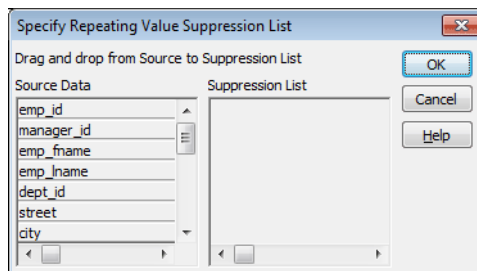 Specify Repeating Value Suppression List
Drag and drop from Source to Suppression List
Source Data
Suppression List
emp_id
manager_id
emp_fname
emp_lname
dept_id
street
city
OK
Cancel
Help